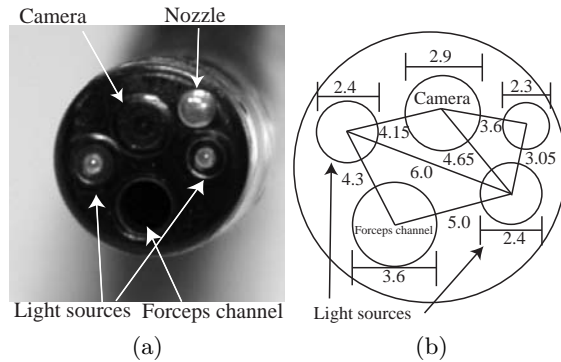 Camera
Nozzle
Light sources
Forceps channel
(a)
2.9
2.4
2.3
Camera
4.15
3.6
4.65
3.05
6.0
4.3
5.0
Forceps channel
2.4
3.6
Light sources
(b)